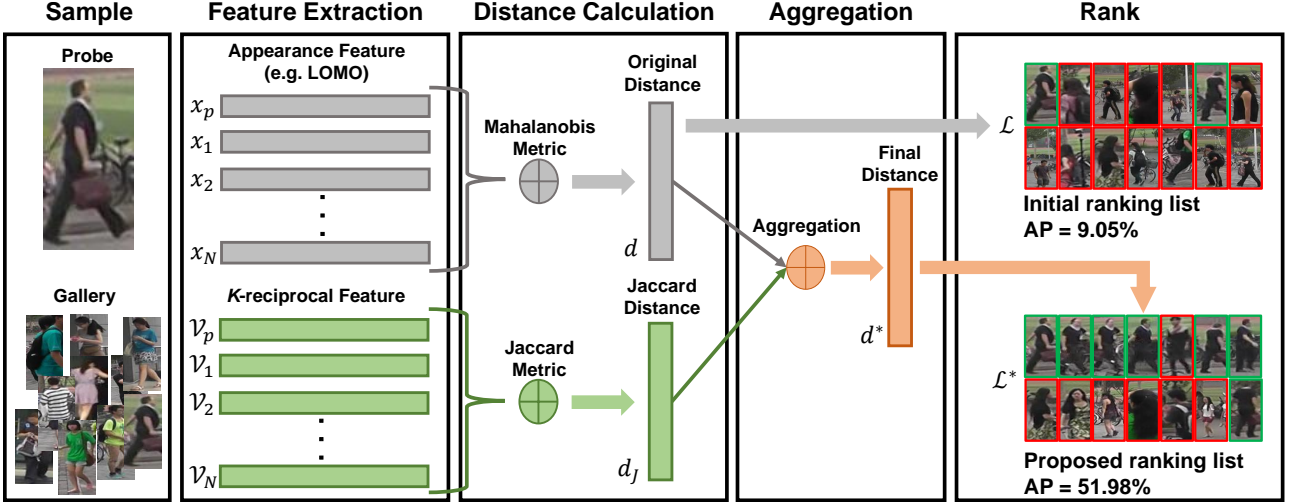 Sample
Feature Extraction
Distance Calculation
Aggregation
Rank
Probe
Gallery
Appearance Feature
(e.g. LOMO)
x_p
x_1
x_2
⋮
x_N
K-reciprocal Feature
𝒱_p
𝒱_1
𝒱_2
⋮
𝒱_N
Mahalanobis
Metric
Original
Distance
d
Jaccard
Metric
Jaccard
Distance
d_J
Aggregation
Final
Distance
d*
ℒ
Initial ranking list
AP = 9.05%
ℒ*
Proposed ranking list
AP = 51.98%